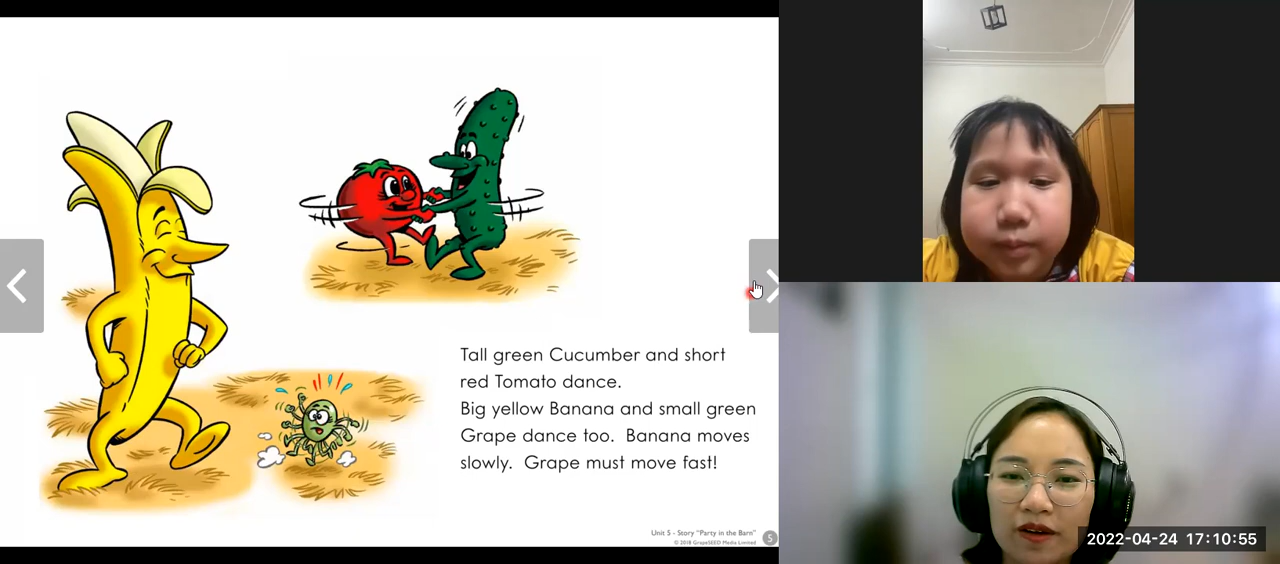 Tall green Cucumber and short
red Tomato dance.
Big yellow Banana and small green
Grape dance too. Banana moves
slowly. Grape must move fast!
Unit 5 - Story "Party in the Barn"
© 2018 GrapeSEED Media Limited
5
2022-04-24 17:10:55